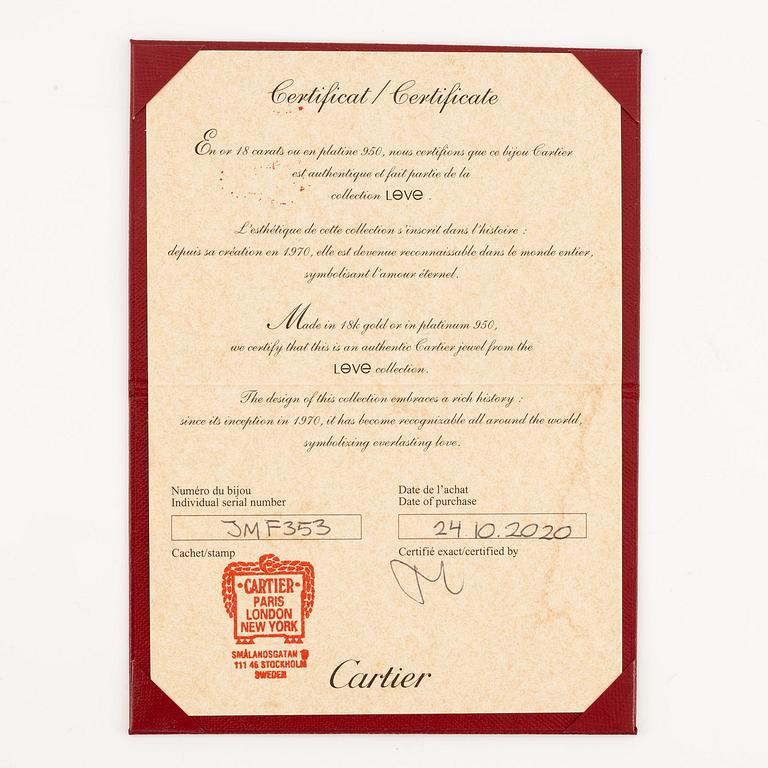 Certificat / Certificate
En or 18 carats ou en platine 950, nous certifions que ce bijou Cartier
est authentique et fait partie de la
collection LOVE .
L'esthétique de cette collection s'inscrit dans l'histoire :
depuis sa création en 1970, elle est devenue reconnaissable dans le monde entier,
symbolisant l'amour éternel.
Made in 18k gold or in platinum 950,
we certify that this is an authentic Cartier jewel from the
LOVE collection.
The design of this collection embraces a rich history :
since its inception in 1970, it has become recognizable all around the world,
symbolizing everlasting love.
Numéro du bijou
Individual serial number
JMF353
Date de l'achat
Date of purchase
24.10.2020
Cachet/stamp
Certifié exact/certified by
·CARTIER·
PARIS
LONDON
NEW YORK
SMÅLANDSGATAN
111 46 STOCKHOLM
SWEDEN
Cartier